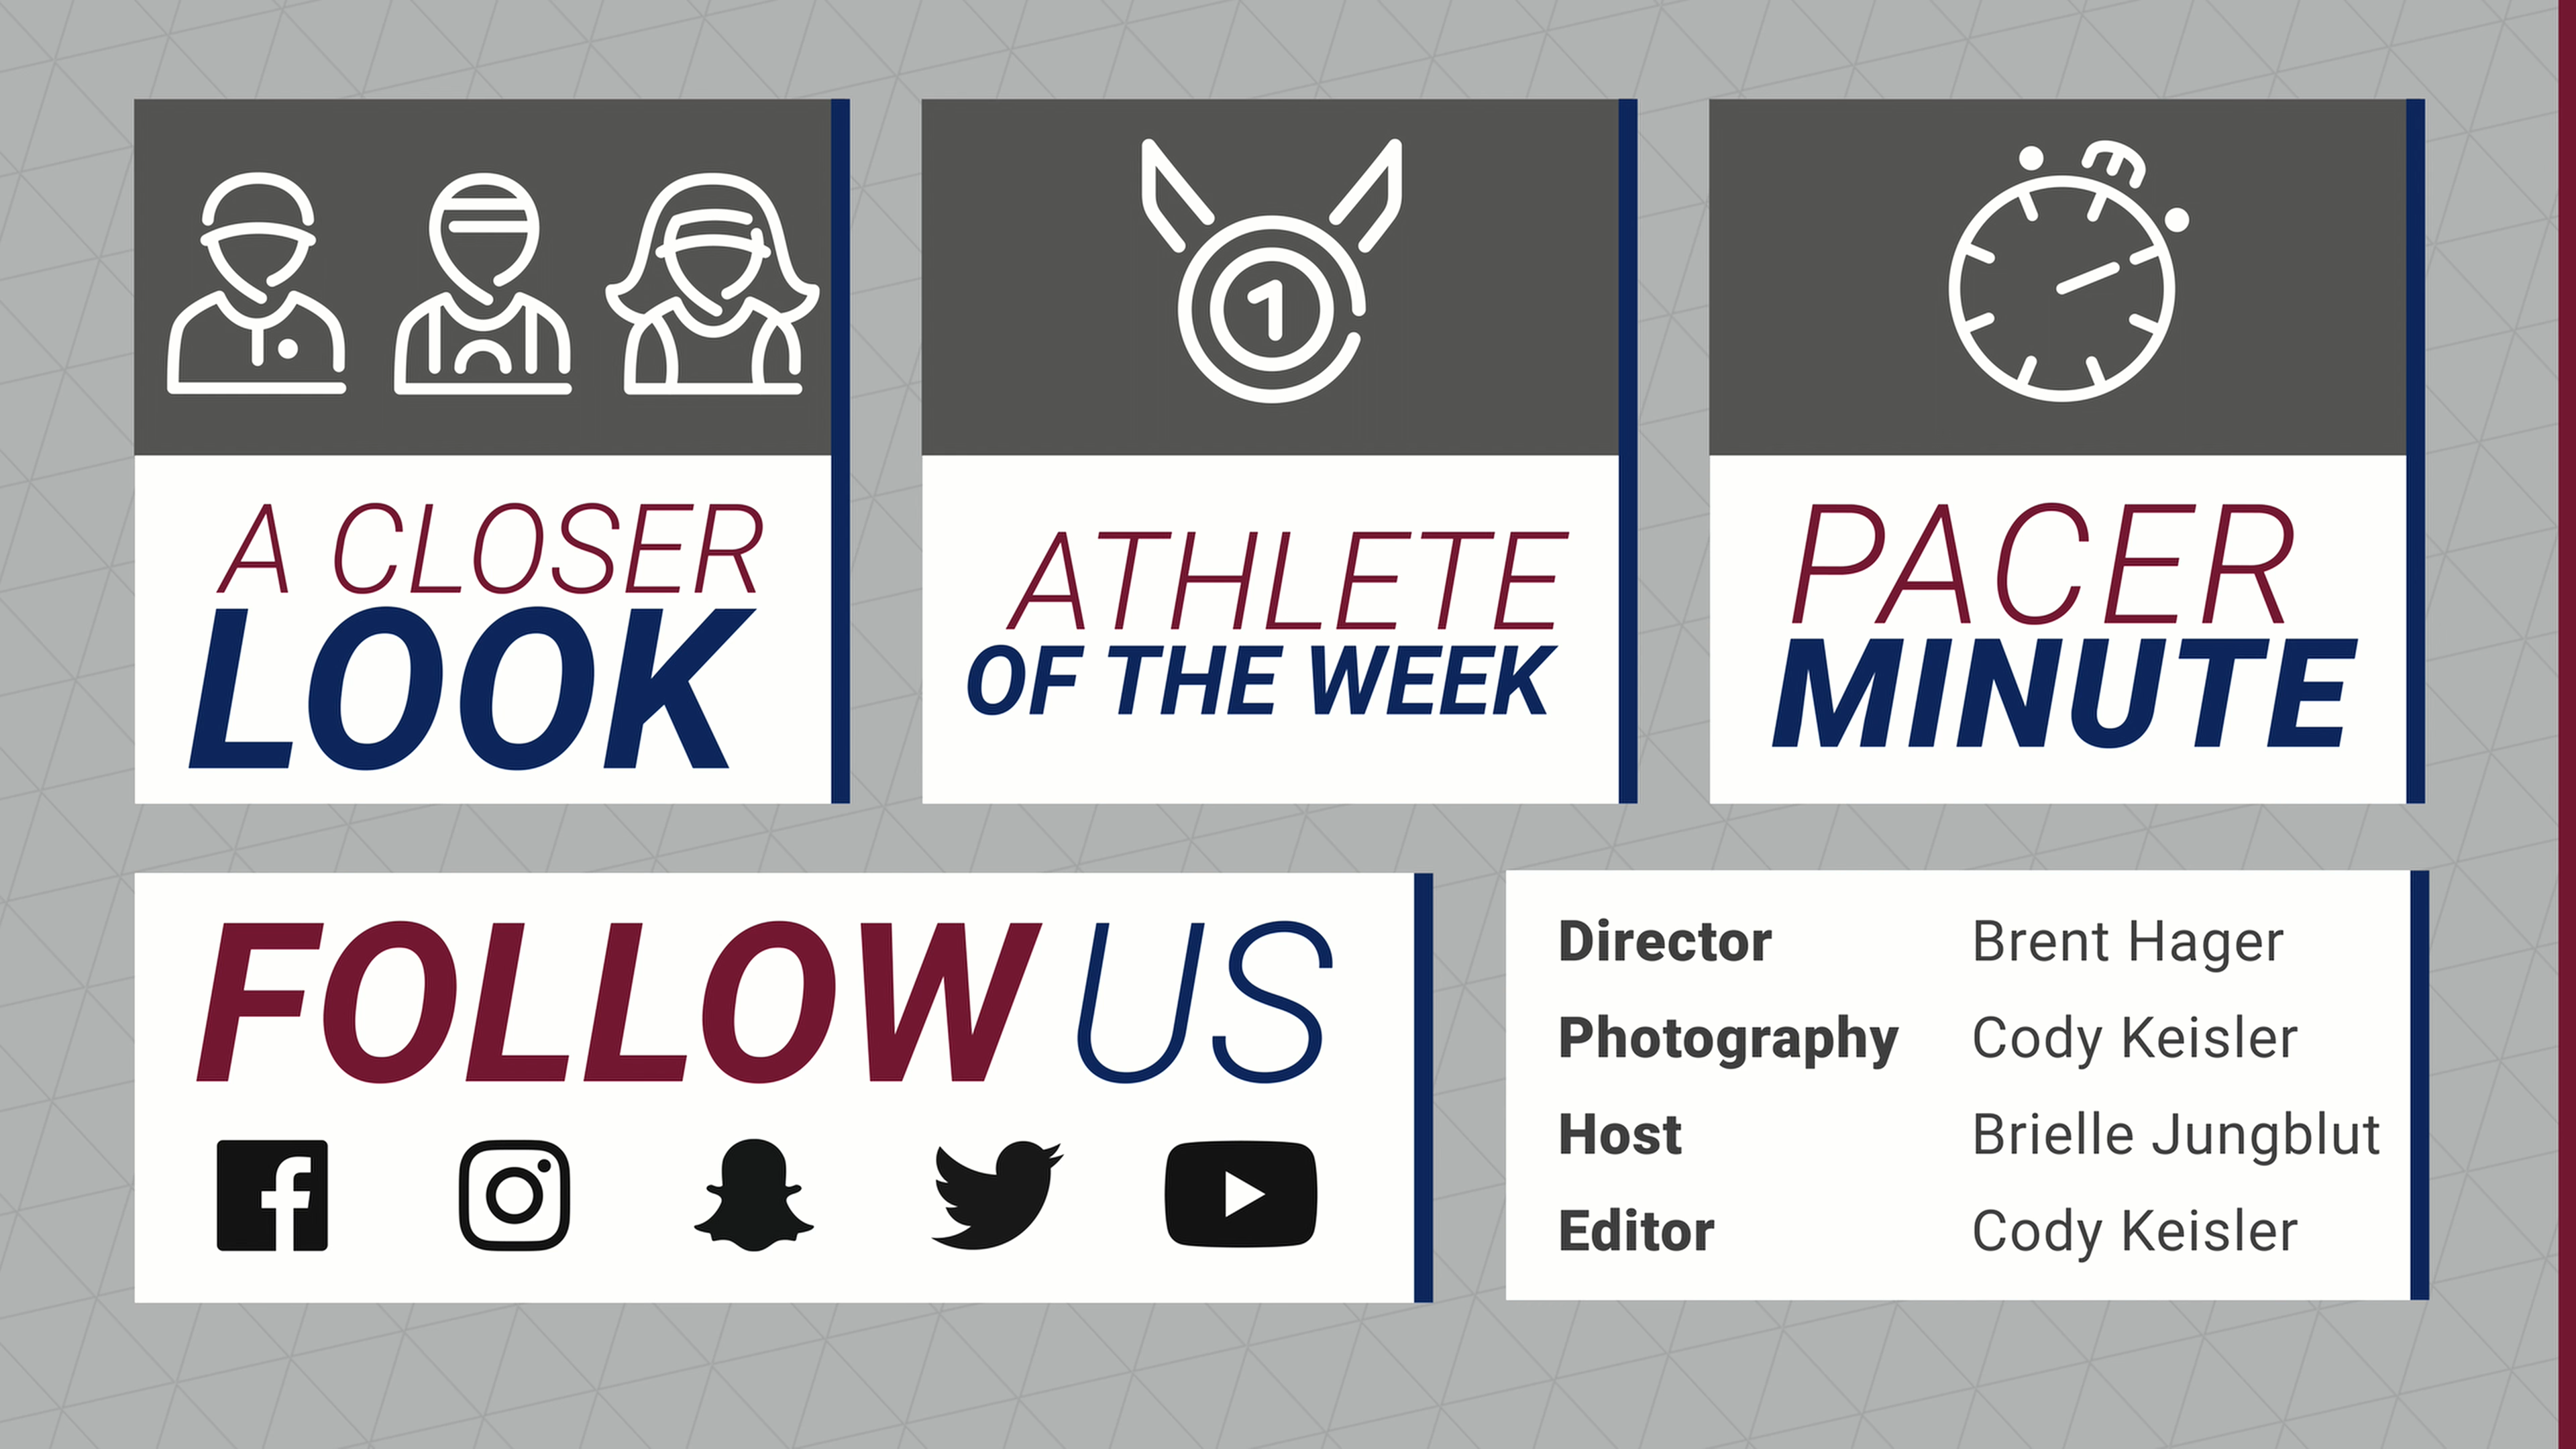 1
A CLOSER
LOOK
ATHLETE
OF THE WEEK
PACER
MINUTE
FOLLOW US
Director Brent Hager
Photography Cody Keisler
Host Brielle Jungblut
Editor Cody Keisler